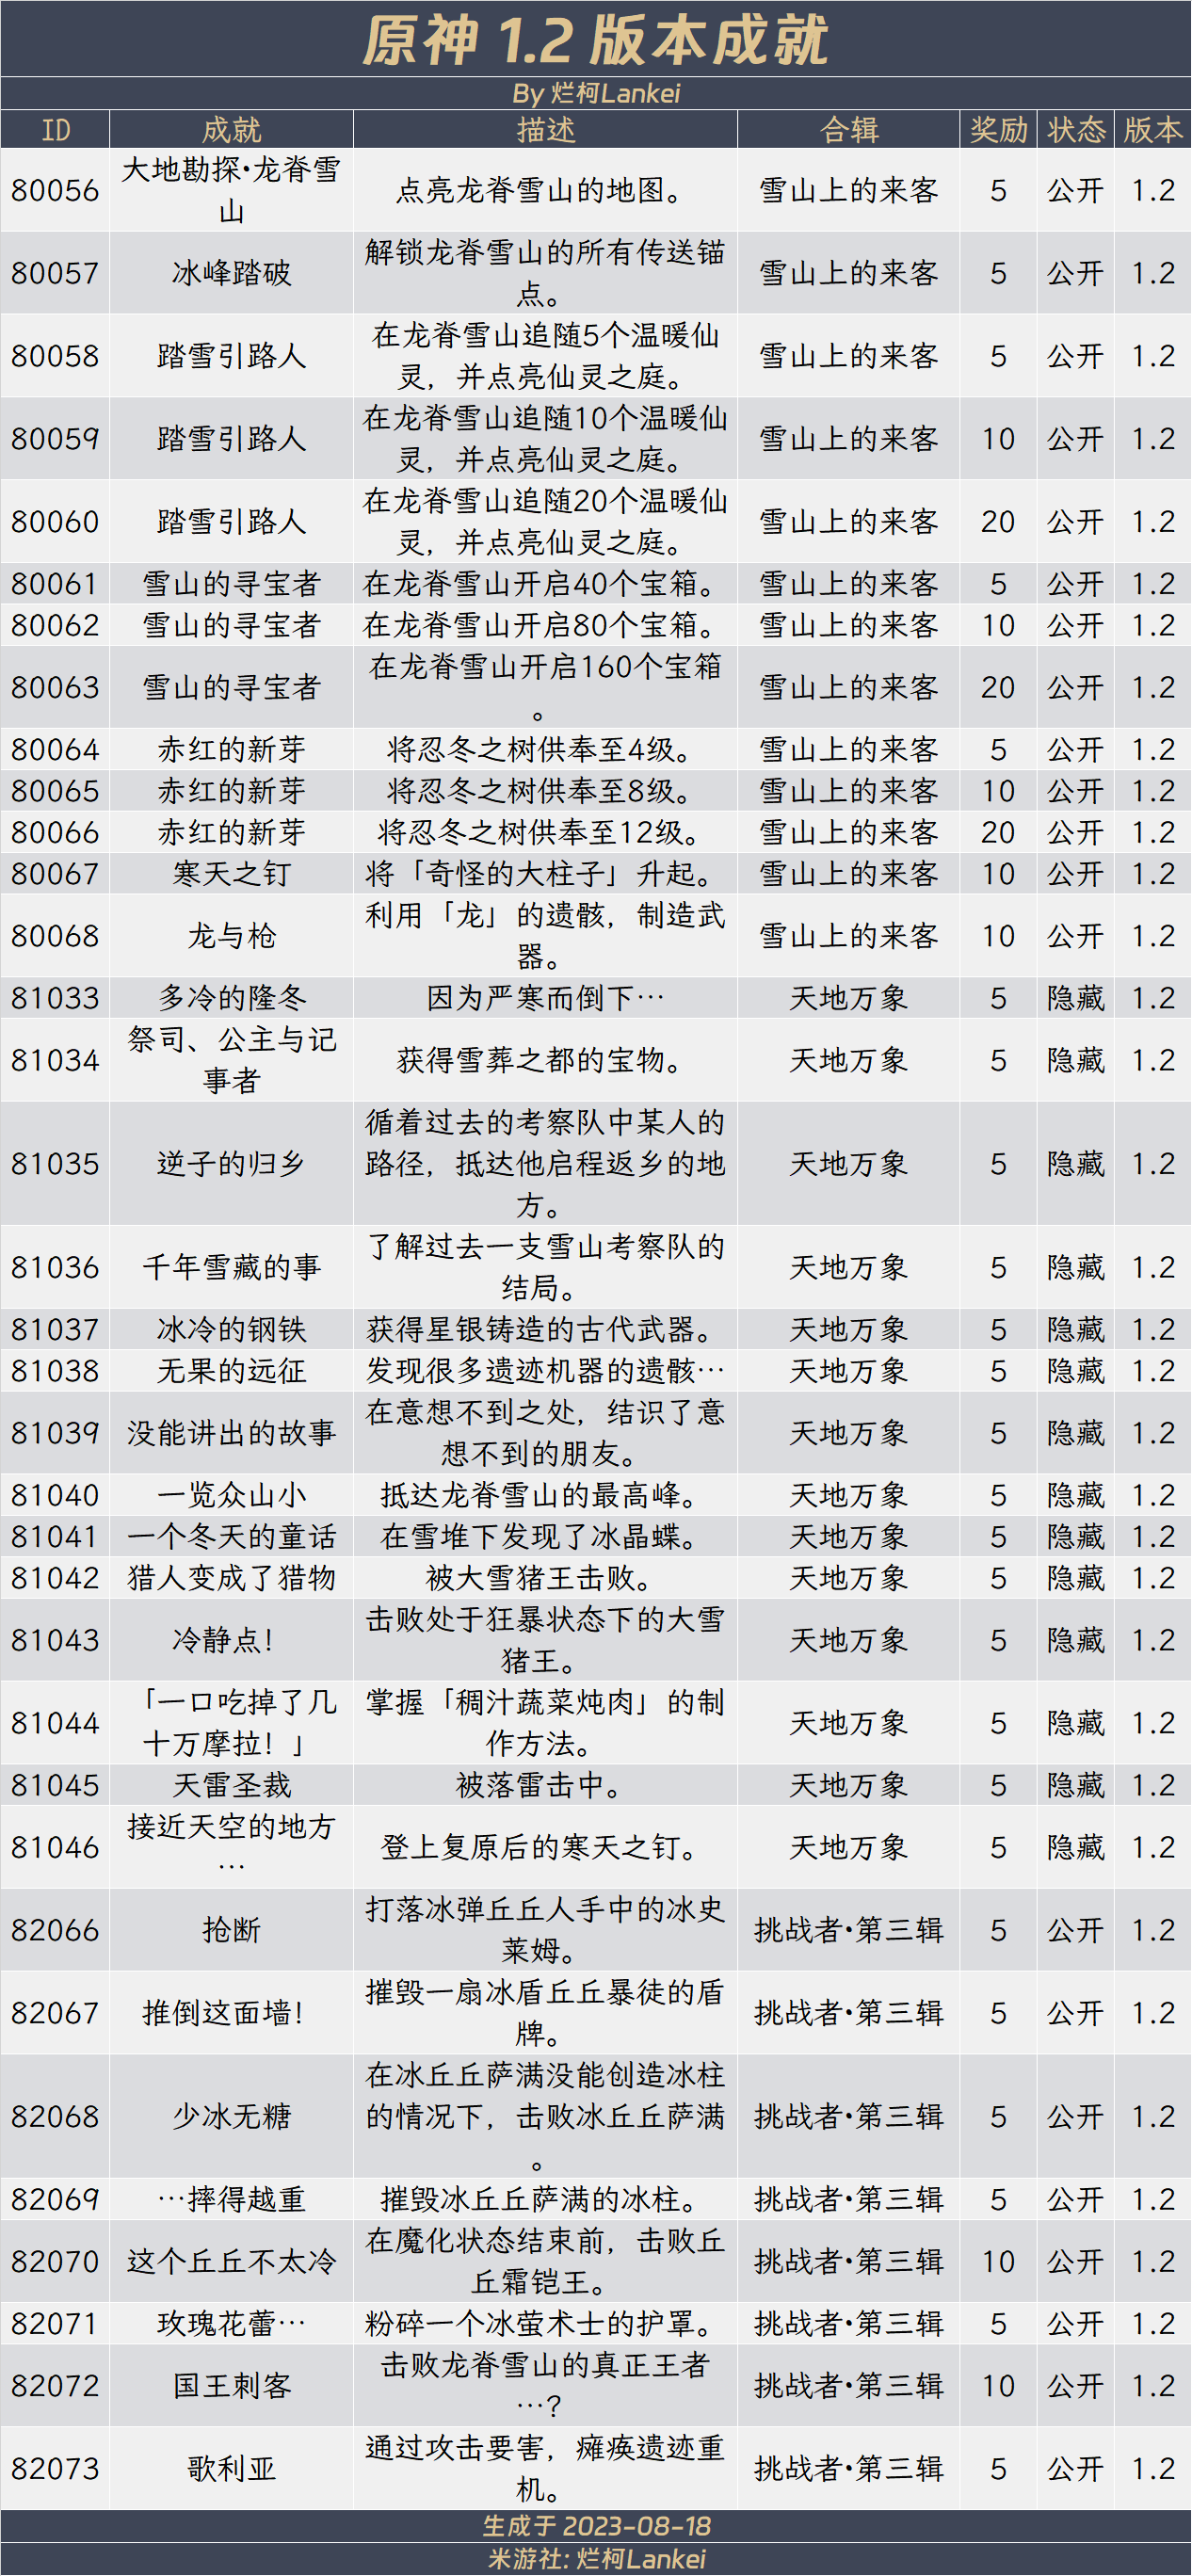 原神 1.2 版本成就
By 烂柯Lankei
ID 成就 描述 合辑 奖励 状态 版本
80056 大地勘探·龙脊雪山 点亮龙脊雪山的地图。 雪山上的来客 5 公开 1.2
80057 冰峰踏破 解锁龙脊雪山的所有传送锚点。 雪山上的来客 5 公开 1.2
80058 踏雪引路人 在龙脊雪山追随5个温暖仙灵，并点亮仙灵之庭。 雪山上的来客 5 公开 1.2
80059 踏雪引路人 在龙脊雪山追随10个温暖仙灵，并点亮仙灵之庭。 雪山上的来客 10 公开 1.2
80060 踏雪引路人 在龙脊雪山追随20个温暖仙灵，并点亮仙灵之庭。 雪山上的来客 20 公开 1.2
80061 雪山的寻宝者 在龙脊雪山开启40个宝箱。 雪山上的来客 5 公开 1.2
80062 雪山的寻宝者 在龙脊雪山开启80个宝箱。 雪山上的来客 10 公开 1.2
80063 雪山的寻宝者 在龙脊雪山开启160个宝箱。 雪山上的来客 20 公开 1.2
80064 赤红的新芽 将忍冬之树供奉至4级。 雪山上的来客 5 公开 1.2
80065 赤红的新芽 将忍冬之树供奉至8级。 雪山上的来客 10 公开 1.2
80066 赤红的新芽 将忍冬之树供奉至12级。 雪山上的来客 20 公开 1.2
80067 寒天之钉 将「奇怪的大柱子」升起。 雪山上的来客 10 公开 1.2
80068 龙与枪 利用「龙」的遗骸，制造武器。 雪山上的来客 10 公开 1.2
81033 多冷的隆冬 因为严寒而倒下… 天地万象 5 隐藏 1.2
81034 祭司、公主与记事者 获得雪葬之都的宝物。 天地万象 5 隐藏 1.2
81035 逆子的归乡 循着过去的考察队中某人的路径，抵达他启程返乡的地方。 天地万象 5 隐藏 1.2
81036 千年雪藏的事 了解过去一支雪山考察队的结局。 天地万象 5 隐藏 1.2
81037 冰冷的钢铁 获得星银铸造的古代武器。 天地万象 5 隐藏 1.2
81038 无果的远征 发现很多遗迹机器的遗骸… 天地万象 5 隐藏 1.2
81039 没能讲出的故事 在意想不到之处，结识了意想不到的朋友。 天地万象 5 隐藏 1.2
81040 一览众山小 抵达龙脊雪山的最高峰。 天地万象 5 隐藏 1.2
81041 一个冬天的童话 在雪堆下发现了冰晶蝶。 天地万象 5 隐藏 1.2
81042 猎人变成了猎物 被大雪猪王击败。 天地万象 5 隐藏 1.2
81043 冷静点！ 击败处于狂暴状态下的大雪猪王。 天地万象 5 隐藏 1.2
81044 「一口吃掉了几十万摩拉！」 掌握「稠汁蔬菜炖肉」的制作方法。 天地万象 5 隐藏 1.2
81045 天雷圣裁 被落雷击中。 天地万象 5 隐藏 1.2
81046 接近天空的地方… 登上复原后的寒天之钉。 天地万象 5 隐藏 1.2
82066 抢断 打落冰弹丘丘人手中的冰史莱姆。 挑战者·第三辑 5 公开 1.2
82067 推倒这面墙！ 摧毁一扇冰盾丘丘暴徒的盾牌。 挑战者·第三辑 5 公开 1.2
82068 少冰无糖 在冰丘丘萨满没能创造冰柱的情况下，击败冰丘丘萨满。 挑战者·第三辑 5 公开 1.2
82069 …摔得越重 摧毁冰丘丘萨满的冰柱。 挑战者·第三辑 5 公开 1.2
82070 这个丘丘不太冷 在魔化状态结束前，击败丘丘霜铠王。 挑战者·第三辑 10 公开 1.2
82071 玫瑰花蕾… 粉碎一个冰萤术士的护罩。 挑战者·第三辑 5 公开 1.2
82072 国王刺客 击败龙脊雪山的真正王者…？ 挑战者·第三辑 10 公开 1.2
82073 歌利亚 通过攻击要害，瘫痪遗迹重机。 挑战者·第三辑 5 公开 1.2
生成于 2023-08-18
米游社: 烂柯Lankei